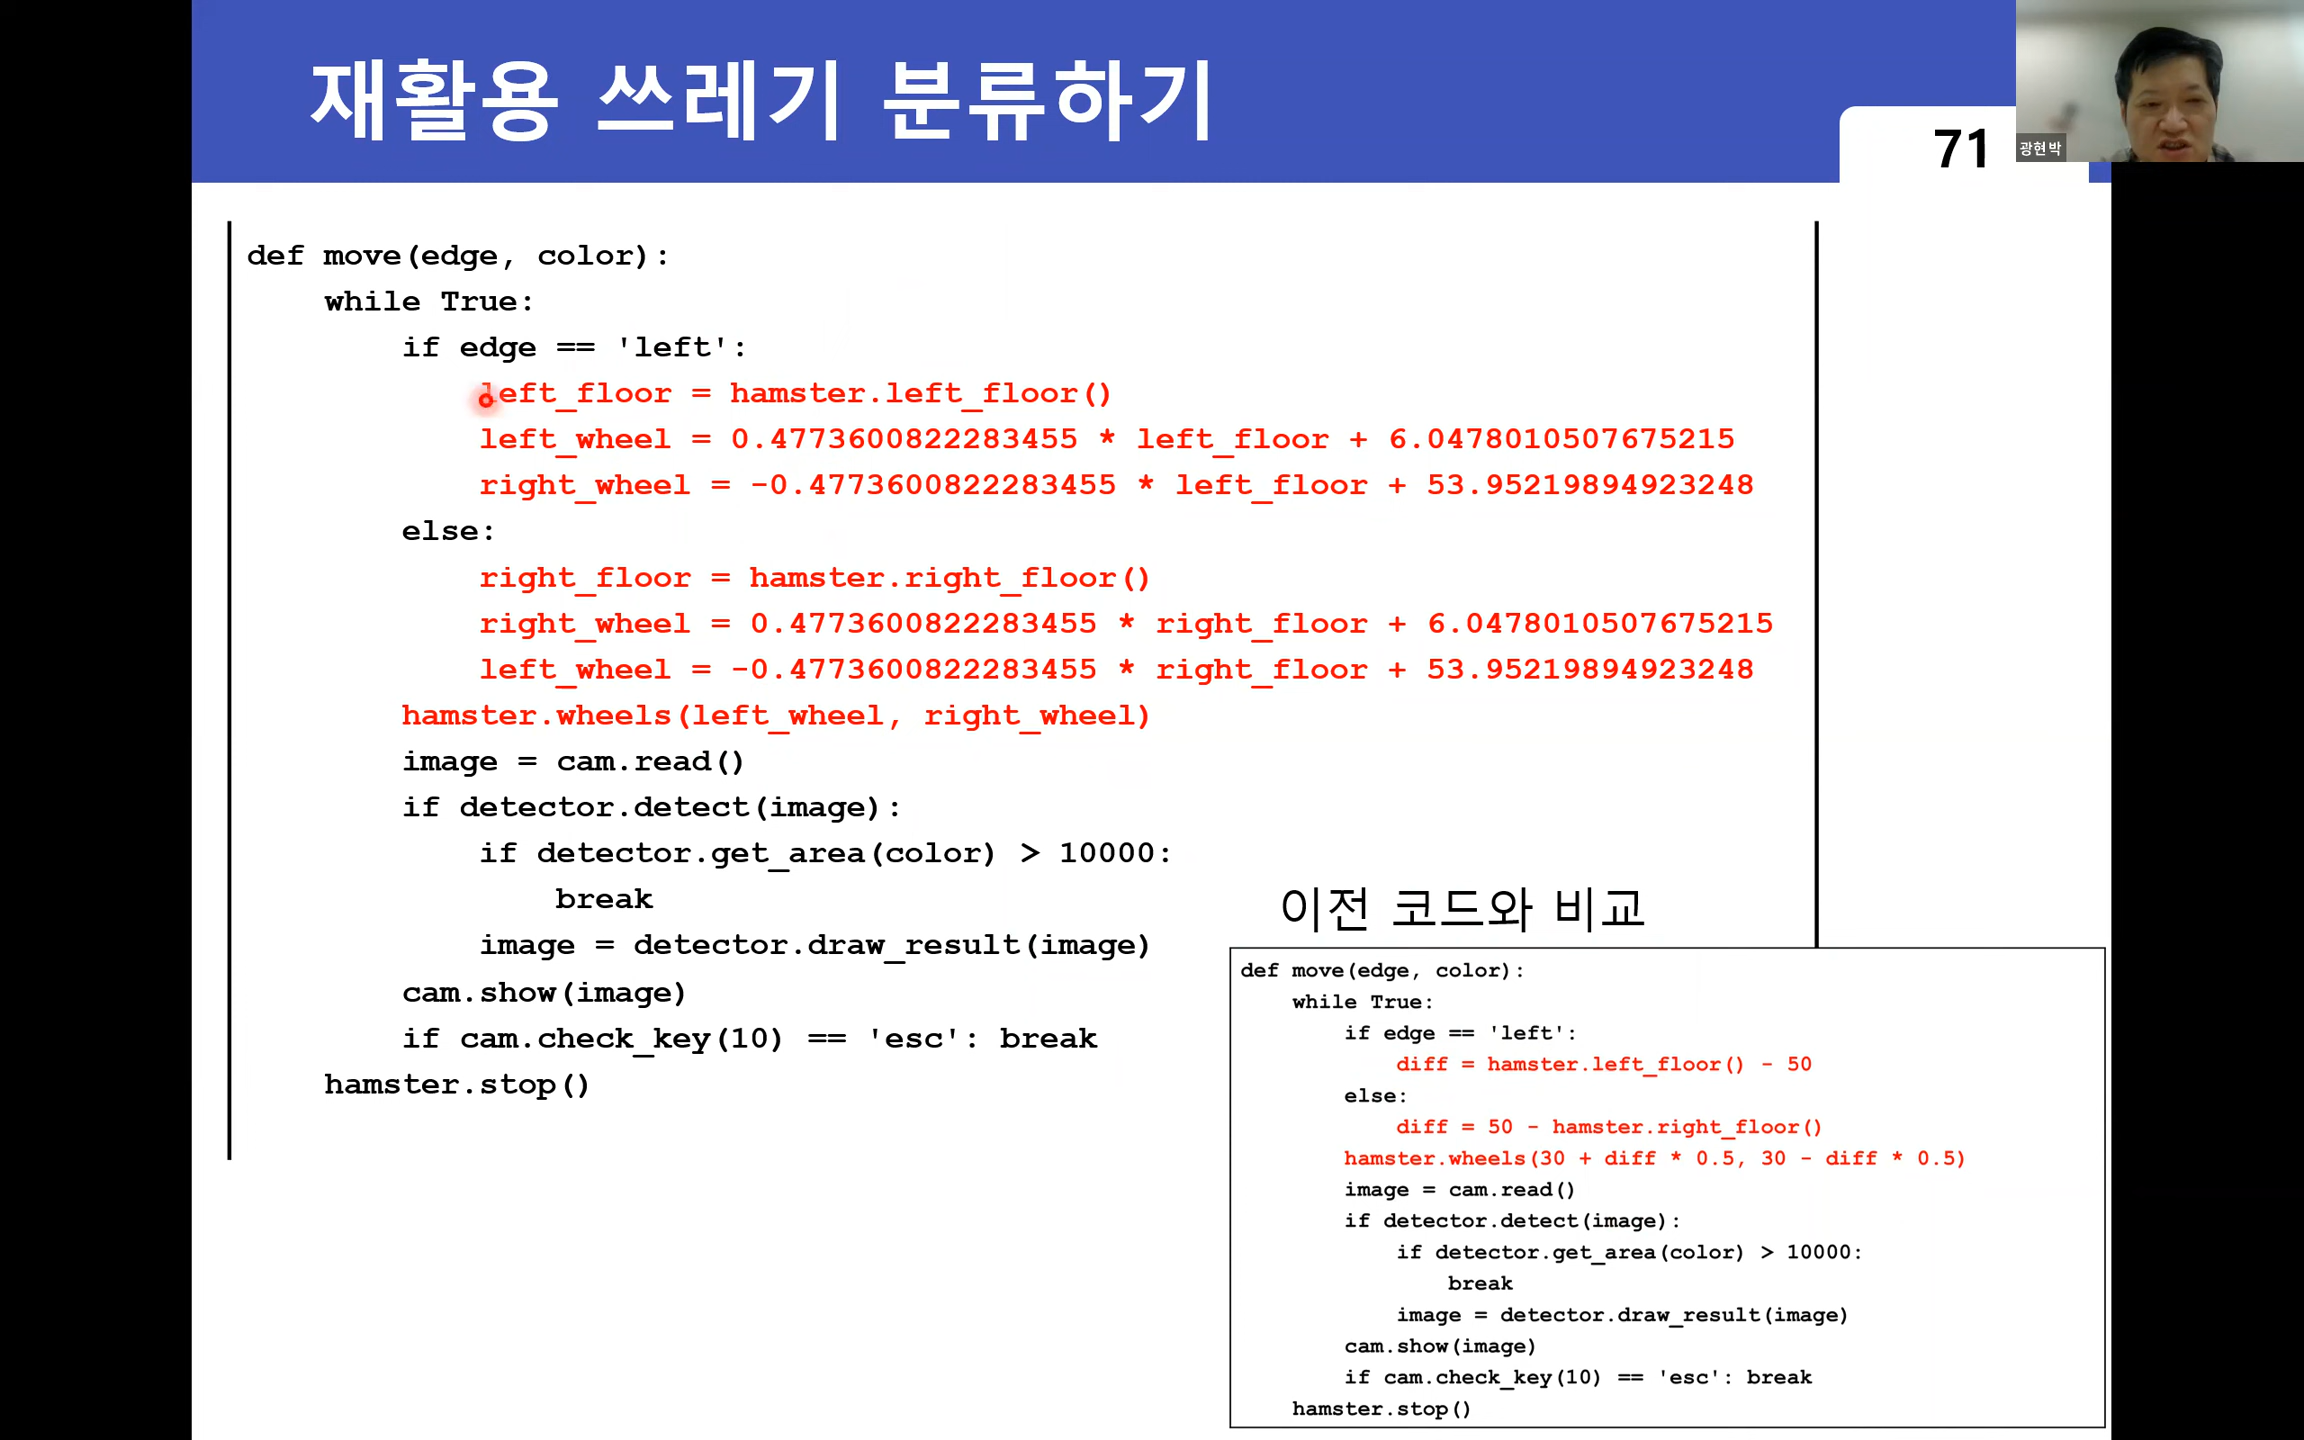 재활용 쓰레기 분류하기
71
광현박
def move(edge, color):
    while True:
        if edge == 'left':
            left_floor = hamster.left_floor()
            left_wheel = 0.4773600822283455 * left_floor + 6.0478010507675215
            right_wheel = -0.4773600822283455 * left_floor + 53.95219894923248
        else:
            right_floor = hamster.right_floor()
            right_wheel = 0.4773600822283455 * right_floor + 6.0478010507675215
            left_wheel = -0.4773600822283455 * right_floor + 53.95219894923248
        hamster.wheels(left_wheel, right_wheel)
        image = cam.read()
        if detector.detect(image):
            if detector.get_area(color) > 10000:
                break
            image = detector.draw_result(image)
        cam.show(image)
        if cam.check_key(10) == 'esc': break
    hamster.stop()
이전 코드와 비교
def move(edge, color):
    while True:
        if edge == 'left':
            diff = hamster.left_floor() - 50
        else:
            diff = 50 - hamster.right_floor()
        hamster.wheels(30 + diff * 0.5, 30 - diff * 0.5)
        image = cam.read()
        if detector.detect(image):
            if detector.get_area(color) > 10000:
                break
            image = detector.draw_result(image)
        cam.show(image)
        if cam.check_key(10) == 'esc': break
    hamster.stop()